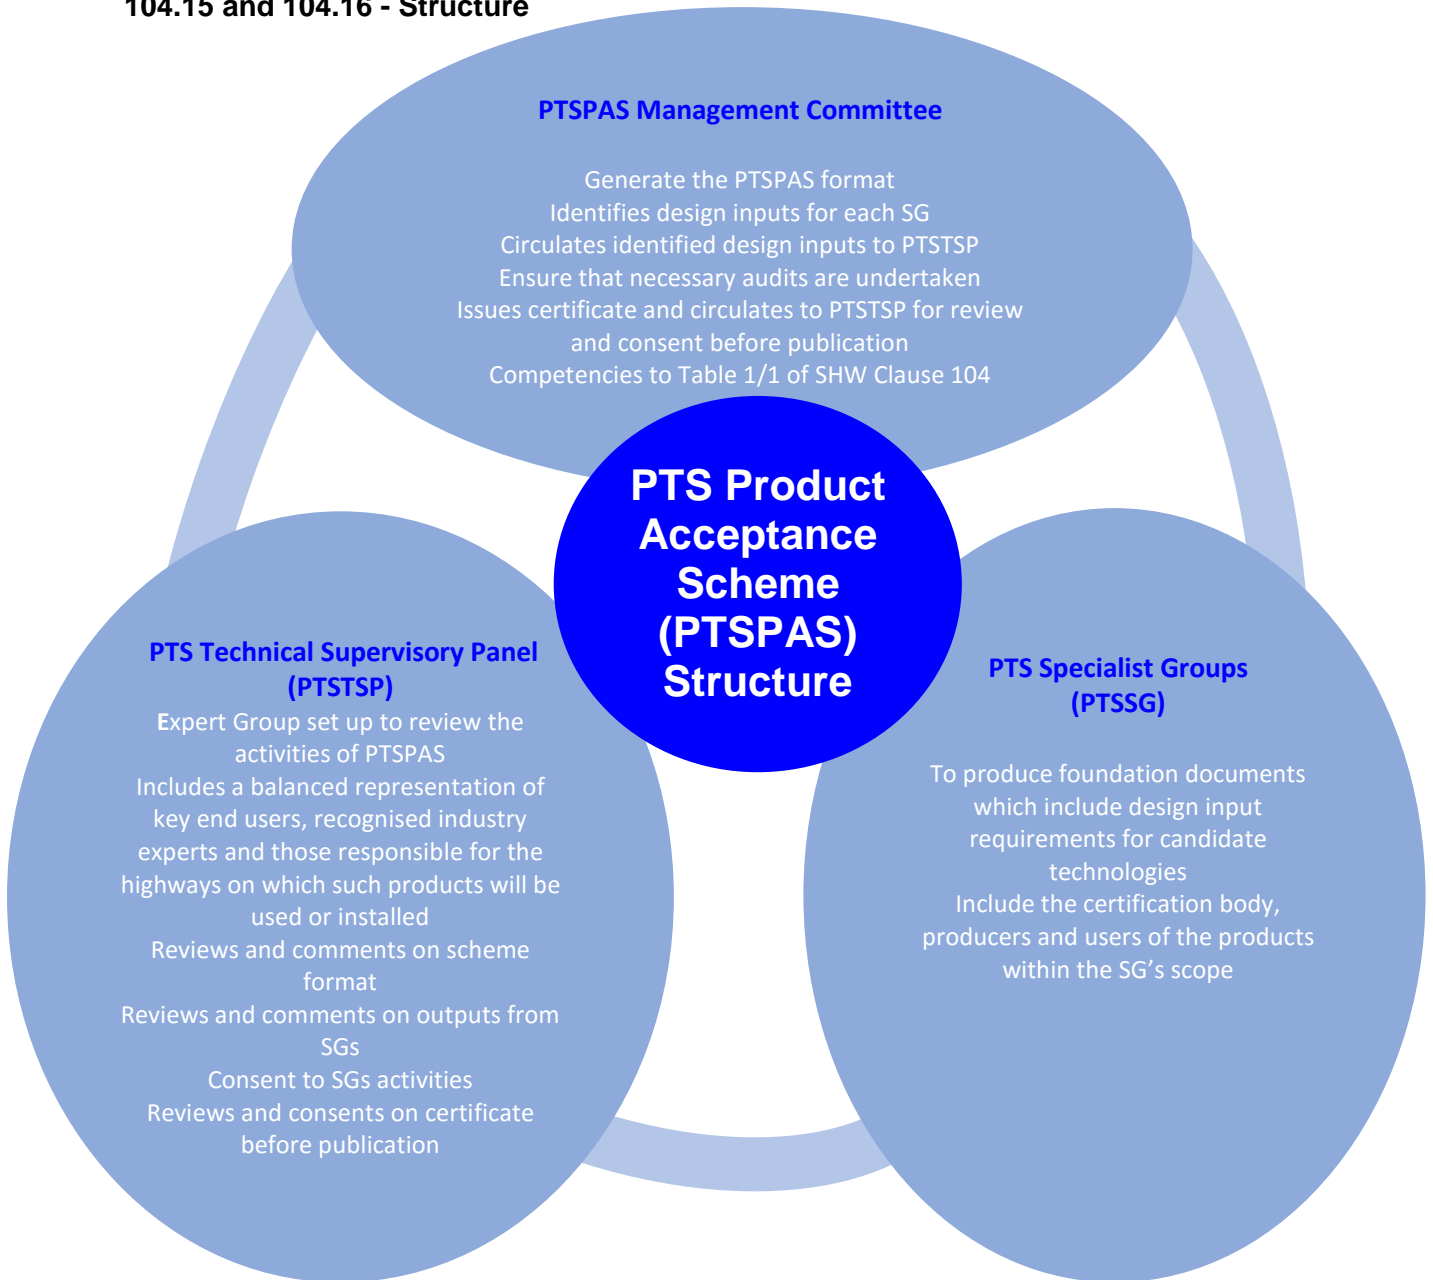 104.15 and 104.16 - Structure
PTSPAS Management Committee
Generate the PTSPAS format
Identifies design inputs for each SG
Circulates identified design inputs to PTSTSP
Ensure that necessary audits are undertaken
Issues certificate and circulates to PTSTSP for review
and consent before publication
Competencies to Table 1/1 of SHW Clause 104
PTS Product
Acceptance
Scheme
(PTSPAS)
Structure
PTS Technical Supervisory Panel
(PTSTSP)
Expert Group set up to review the
activities of PTSPAS
Includes a balanced representation of
key end users, recognised industry
experts and those responsible for the
highways on which such products will be
used or installed
Reviews and comments on scheme
format
Reviews and comments on outputs from
SGs
Consent to SGs activities
Reviews and consents on certificate
before publication
PTS Specialist Groups
(PTSSG)
To produce foundation documents
which include design input
requirements for candidate
technologies
Include the certification body,
producers and users of the products
within the SG’s scope